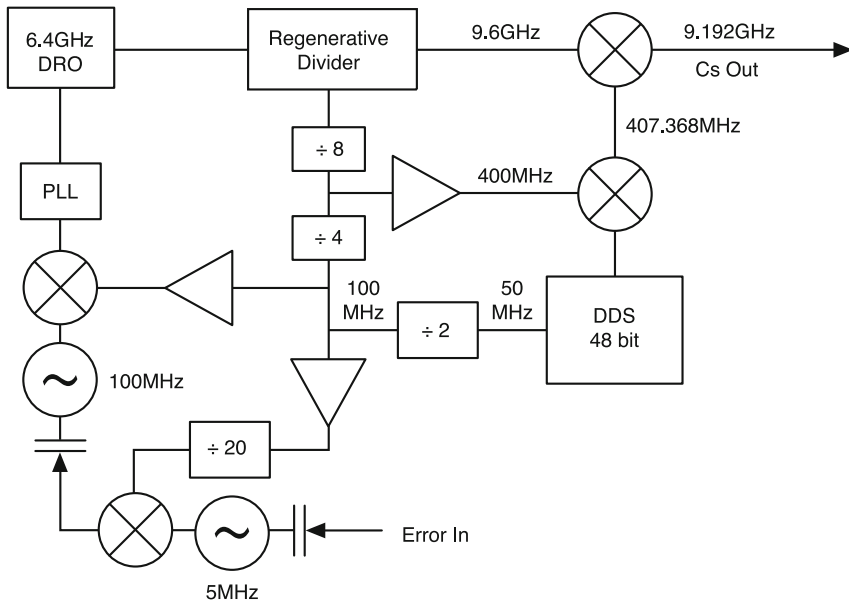 6.4GHz
DRO
Regenerative
Divider
9.6GHz
9.192GHz
Cs Out
÷ 8
407.368MHz
PLL
400MHz
÷ 4
100
MHz
50
MHz
÷ 2
DDS
48 bit
100MHz
÷ 20
Error In
5MHz